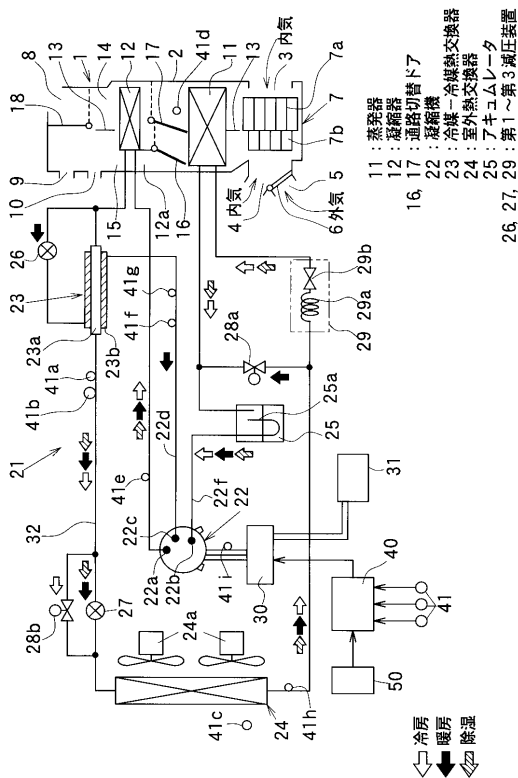 8
13
1
14
12
17
2
41d
11
13
3 内気
7a
7
7b
18
9
10
15
12a
16
4 内気
6 外気
5
26
23
23a
23b
41g
41f
28a
29b
29a
29
41a
41b
21
41e
22d
22f
25a
25
32
22c
22a
22b
22
41i
30
31
28b
27
24a
40
41
50
41c
24
41h
冷房
暖房
除湿
11 : 蒸発器
12 : 凝縮器
16, 17 : 通路切替ドア
22 : 凝縮機
23 : 冷媒−冷媒熱交換器
24 : 室外熱交換器
25 : アキュムレータ
26, 27, 29 : 第1〜第3減圧装置